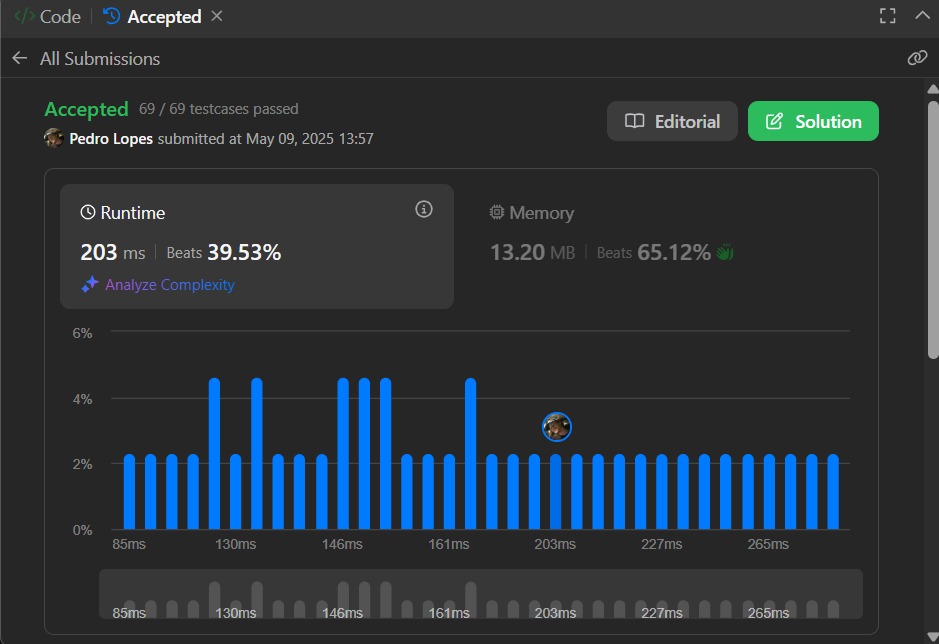 Code Accepted
All Submissions
Accepted 69 / 69 testcases passed
Pedro Lopes submitted at May 09, 2025 13:57
Editorial
Solution
Runtime
203 ms Beats 39.53%
Analyze Complexity
Memory
13.20 MB Beats 65.12%
6%
4%
2%
0%
85ms 130ms 146ms 161ms 203ms 227ms 265ms
85ms 130ms 146ms 161ms 203ms 227ms 265ms